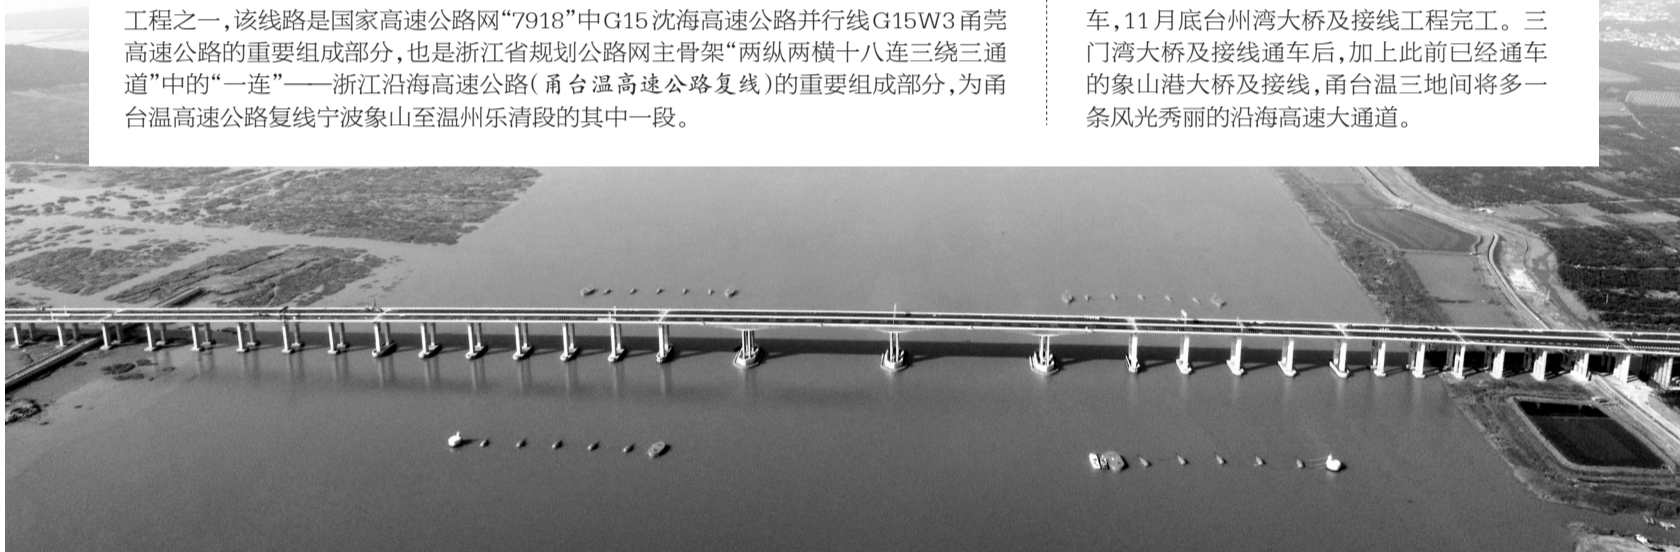 工程之一,该线路是国家高速公路网“7918”中G15沈海高速公路并行线G15W3甬莞
高速公路的重要组成部分,也是浙江省规划公路网主骨架“两纵两横十八连三绕三通
道”中的“一连”——浙江沿海高速公路(甬台温高速公路复线)的重要组成部分,为甬
台温高速公路复线宁波象山至温州乐清段的其中一段。
车,11月底台州湾大桥及接线工程完工。三
门湾大桥及接线通车后,加上此前已经通车
的象山港大桥及接线,甬台温三地间将多一
条风光秀丽的沿海高速大通道。